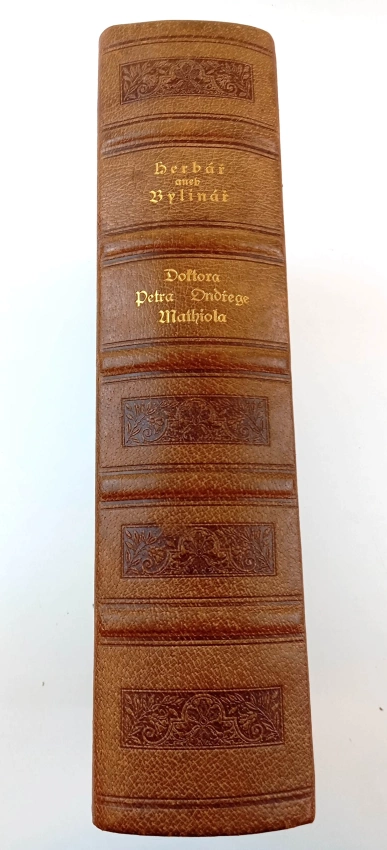 Herbář
aneb
Bylinář
Doktora
Petra Ondřege
Mathiola